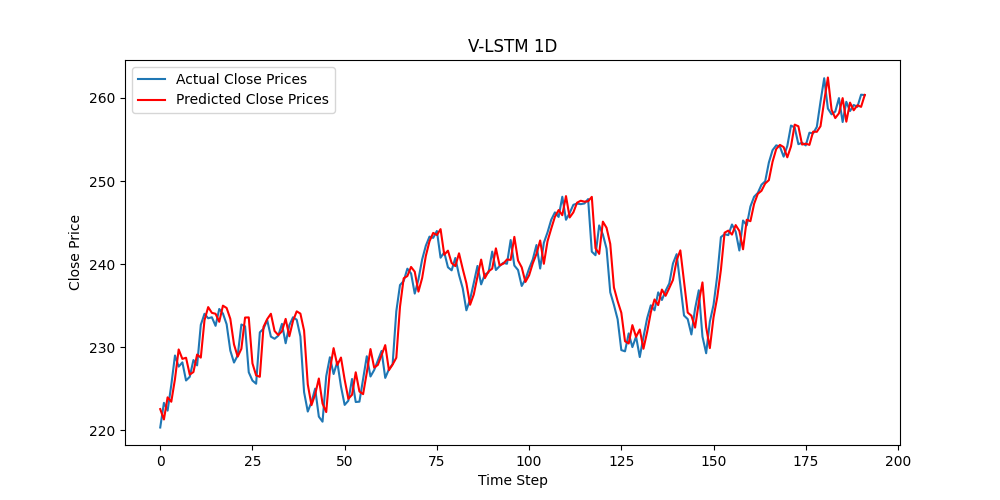 V-LSTM 1D
Actual Close Prices
Predicted Close Prices
Close Price
260
250
240
230
220
0 25 50 75 100 125 150 175 200
Time Step